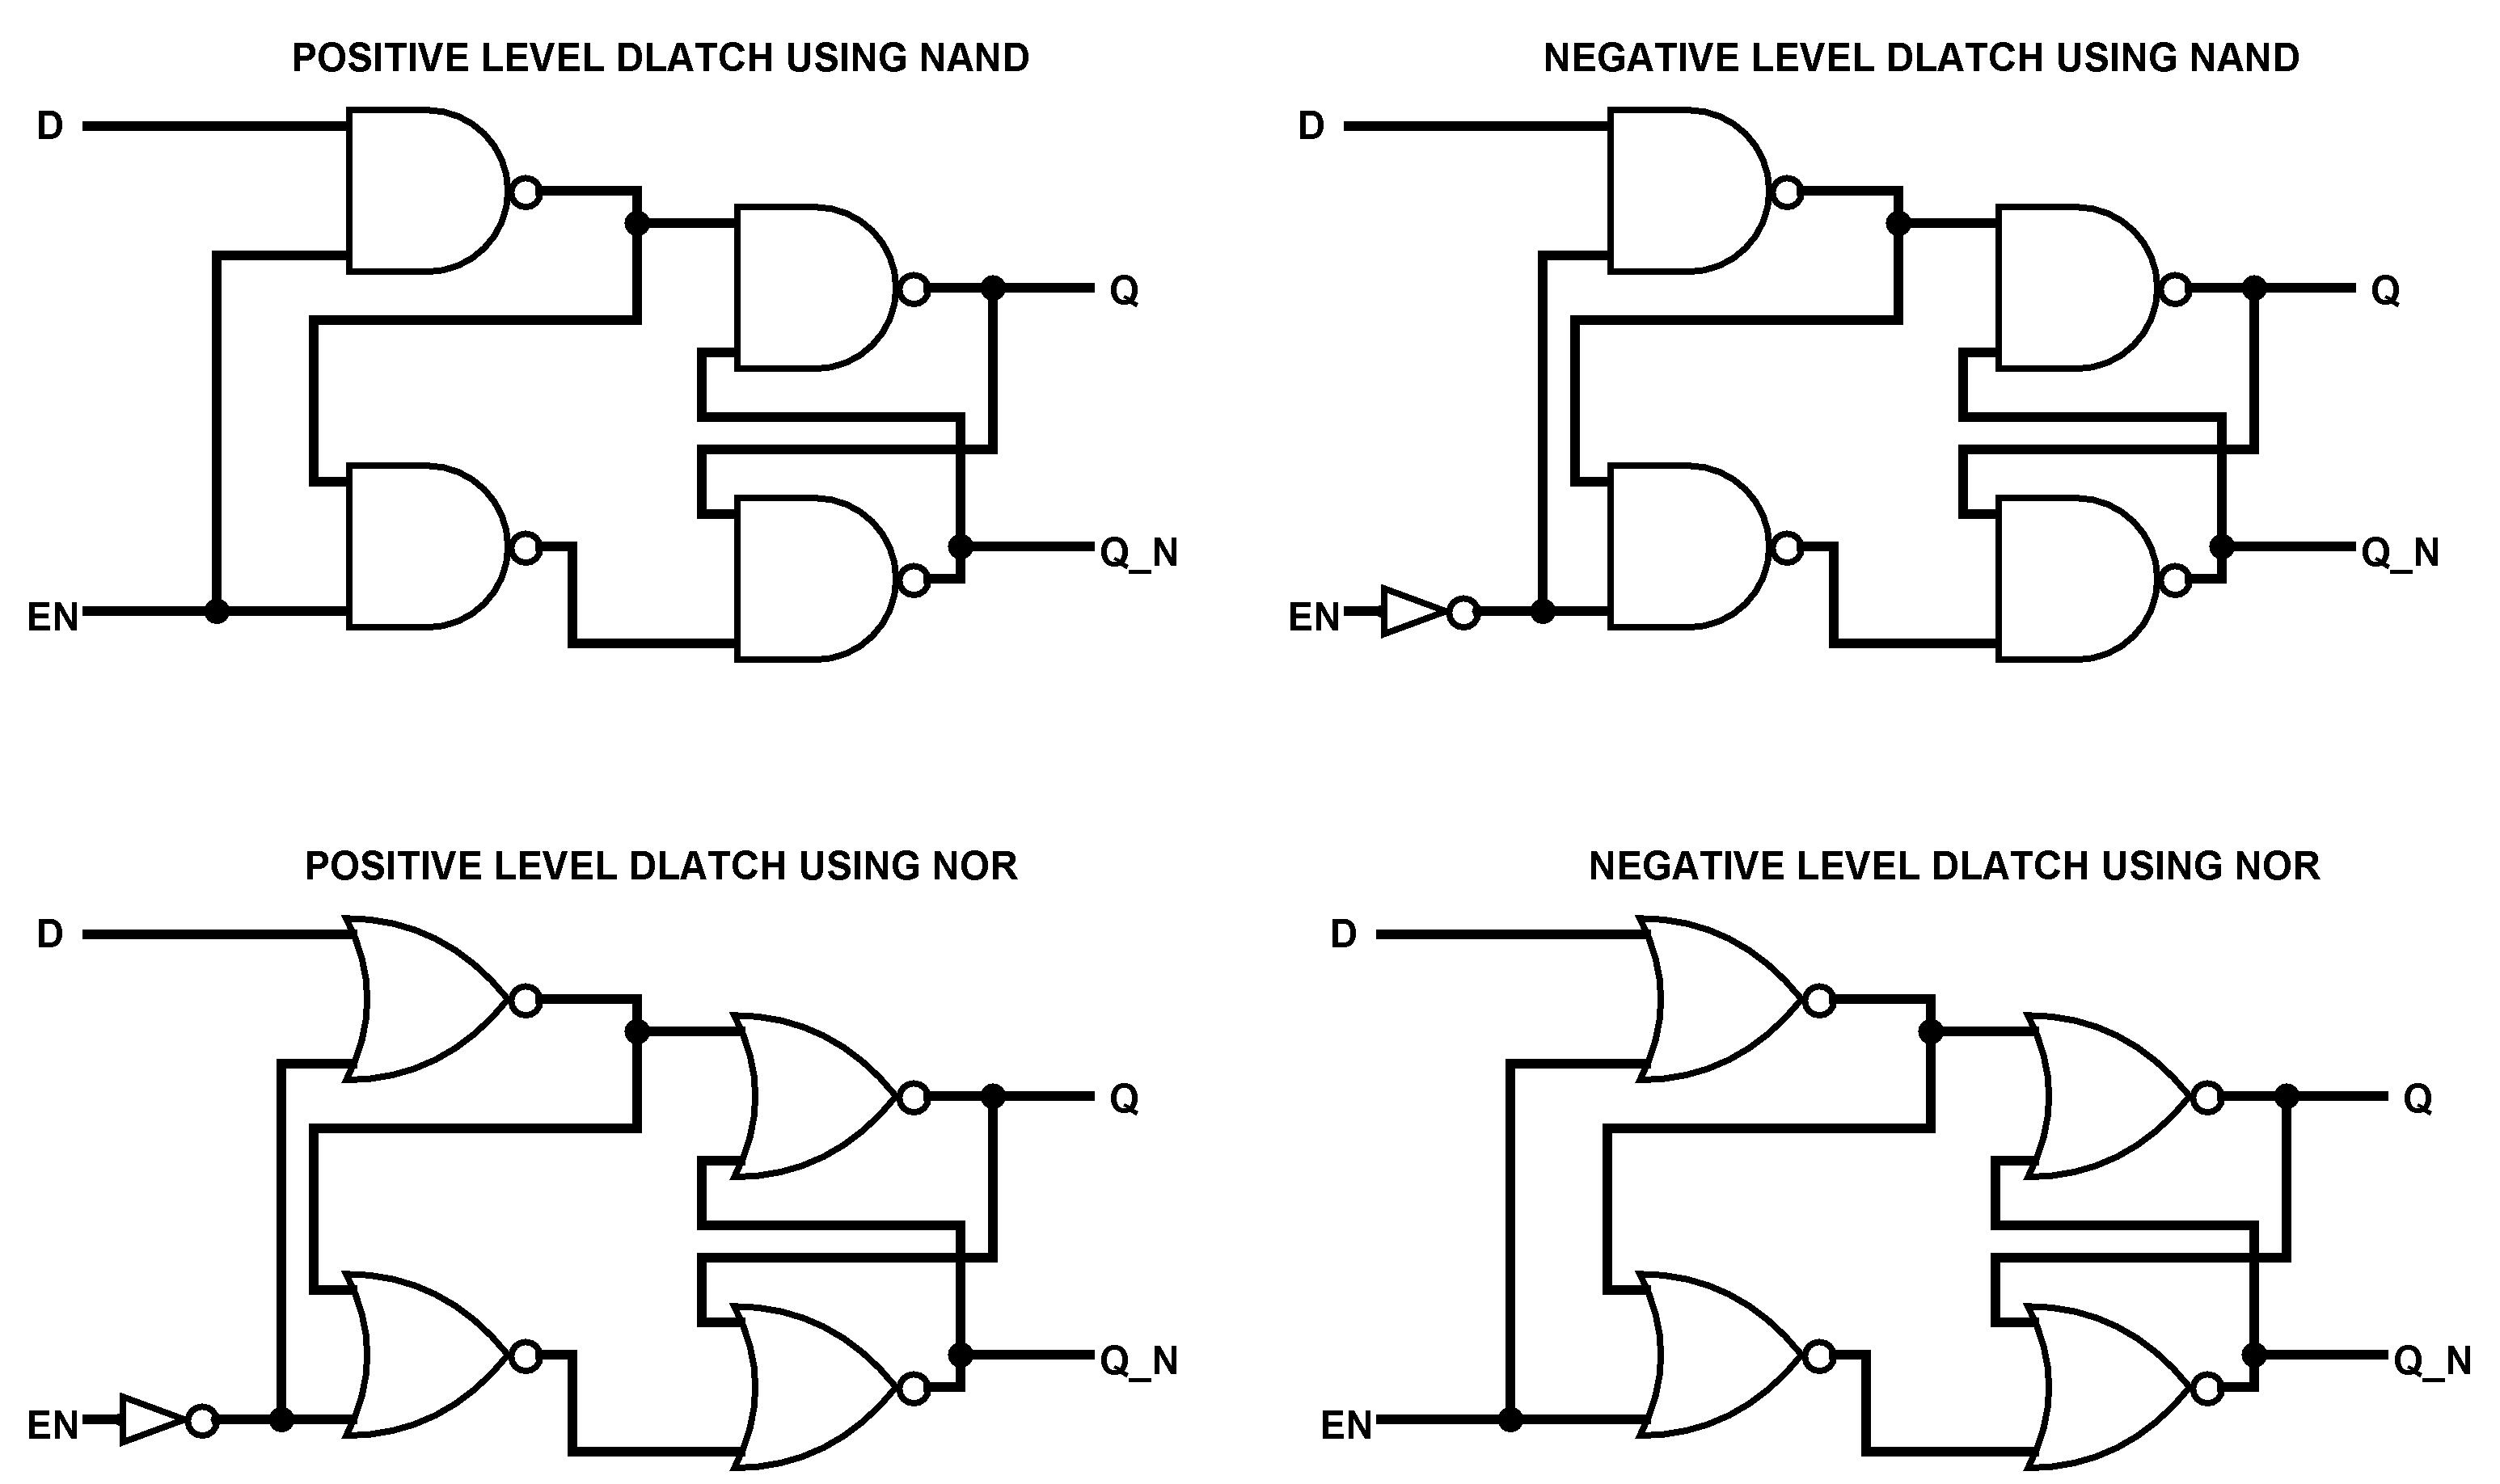 POSITIVE LEVEL DLATCH USING NAND
D
Q
Q_N
EN
NEGATIVE LEVEL DLATCH USING NAND
D
Q
Q_N
EN
POSITIVE LEVEL DLATCH USING NOR
D
Q
Q_N
EN
NEGATIVE LEVEL DLATCH USING NOR
D
Q
Q_N
EN